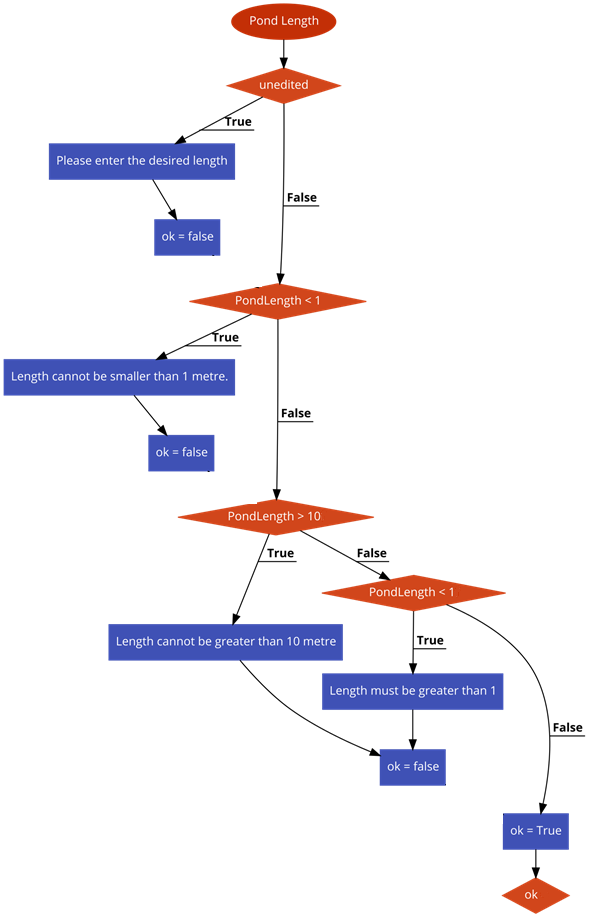 Pond Length
unedited
True
Please enter the desired length
False
ok = false
PondLength < 1
True
Length cannot be smaller than 1 metre.
False
ok = false
PondLength > 10
True
False
PondLength < 1
Length cannot be greater than 10 metre
True
Length must be greater than 1
False
ok = false
ok = True
ok